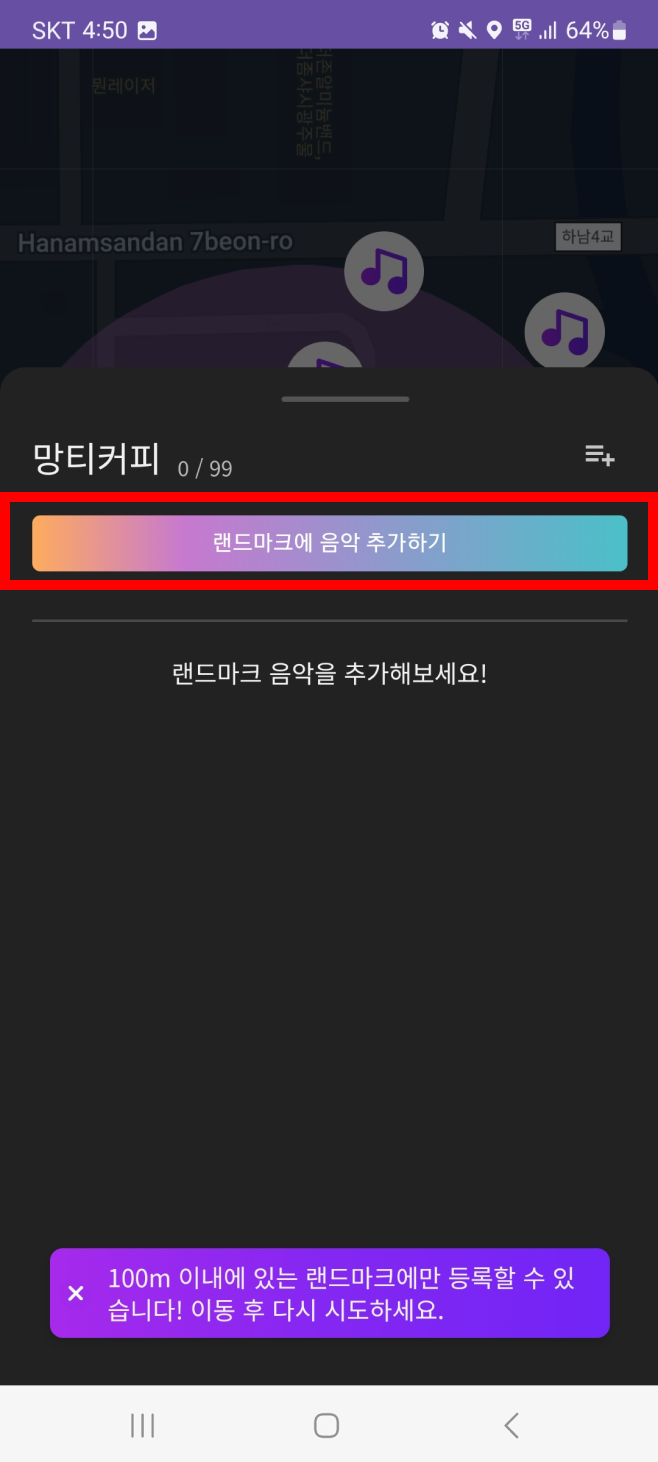 SKT 4:50
5G
64%
뭔레이저
Hanamsandan 7beon-ro
하남4교
망티커피 0 / 99
랜드마크에 음악 추가하기
랜드마크 음악을 추가해보세요!
100m 이내에 있는 랜드마크에만 등록할 수 있
습니다! 이동 후 다시 시도하세요.